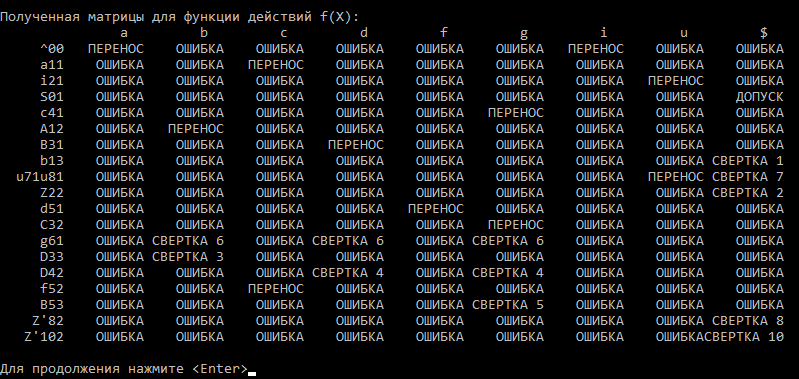 Полученная матрицы для функции действий f(X):
a b c d f g i u $
^00 ПЕРЕНОС ОШИБКА ОШИБКА ОШИБКА ОШИБКА ОШИБКА ПЕРЕНОС ОШИБКА ОШИБКА
a11 ОШИБКА ОШИБКА ПЕРЕНОС ОШИБКА ОШИБКА ОШИБКА ОШИБКА ОШИБКА ОШИБКА
i21 ОШИБКА ОШИБКА ОШИБКА ОШИБКА ОШИБКА ОШИБКА ОШИБКА ПЕРЕНОС ОШИБКА
S01 ОШИБКА ОШИБКА ОШИБКА ОШИБКА ОШИБКА ОШИБКА ОШИБКА ОШИБКА ДОПУСК
c41 ОШИБКА ОШИБКА ОШИБКА ОШИБКА ОШИБКА ПЕРЕНОС ОШИБКА ОШИБКА ОШИБКА
A12 ОШИБКА ПЕРЕНОС ОШИБКА ОШИБКА ОШИБКА ОШИБКА ОШИБКА ОШИБКА ОШИБКА
B31 ОШИБКА ОШИБКА ОШИБКА ПЕРЕНОС ОШИБКА ОШИБКА ОШИБКА ОШИБКА ОШИБКА
b13 ОШИБКА ОШИБКА ОШИБКА ОШИБКА ОШИБКА ОШИБКА ОШИБКА ОШИБКА СВЕРТКА 1
u71u81 ОШИБКА ОШИБКА ОШИБКА ОШИБКА ОШИБКА ОШИБКА ОШИБКА ПЕРЕНОС СВЕРТКА 7
Z22 ОШИБКА ОШИБКА ОШИБКА ОШИБКА ОШИБКА ОШИБКА ОШИБКА ОШИБКА СВЕРТКА 2
d51 ОШИБКА ОШИБКА ОШИБКА ОШИБКА ПЕРЕНОС ОШИБКА ОШИБКА ОШИБКА ОШИБКА
C32 ОШИБКА ОШИБКА ОШИБКА ОШИБКА ОШИБКА ПЕРЕНОС ОШИБКА ОШИБКА ОШИБКА
g61 ОШИБКА СВЕРТКА 6 ОШИБКА СВЕРТКА 6 ОШИБКА СВЕРТКА 6 ОШИБКА ОШИБКА ОШИБКА
D33 ОШИБКА СВЕРТКА 3 ОШИБКА ОШИБКА ОШИБКА ОШИБКА ОШИБКА ОШИБКА ОШИБКА
D42 ОШИБКА ОШИБКА ОШИБКА СВЕРТКА 4 ОШИБКА СВЕРТКА 4 ОШИБКА ОШИБКА ОШИБКА
f52 ОШИБКА ОШИБКА ПЕРЕНОС ОШИБКА ОШИБКА ОШИБКА ОШИБКА ОШИБКА ОШИБКА
B53 ОШИБКА ОШИБКА ОШИБКА ОШИБКА ОШИБКА СВЕРТКА 5 ОШИБКА ОШИБКА ОШИБКА
Z'82 ОШИБКА ОШИБКА ОШИБКА ОШИБКА ОШИБКА ОШИБКА ОШИБКА ОШИБКА СВЕРТКА 8
Z'102 ОШИБКА ОШИБКА ОШИБКА ОШИБКА ОШИБКА ОШИБКА ОШИБКА ОШИБКАСВЕРТКА 10
Для продолжения нажмите <Enter>